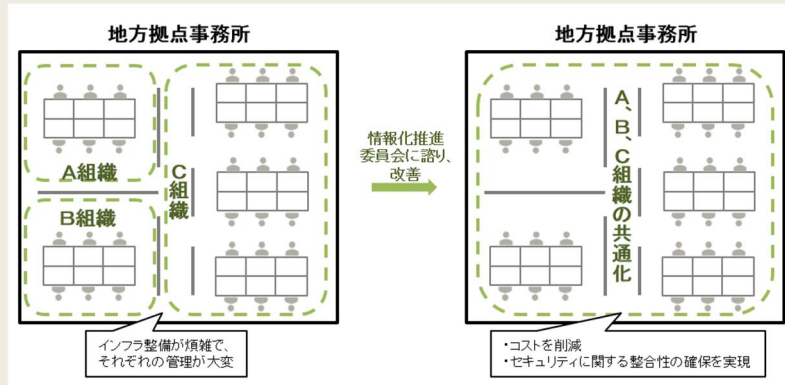 地方拠点事務所
A組織
B組織
C組織
インフラ整備が煩雑で、
それぞれの管理が大変
情報化推進
委員会に諮り、
改善
地方拠点事務所
A、B、C組織の共通化
・コストを削減
・セキュリティに関する整合性の確保を実現